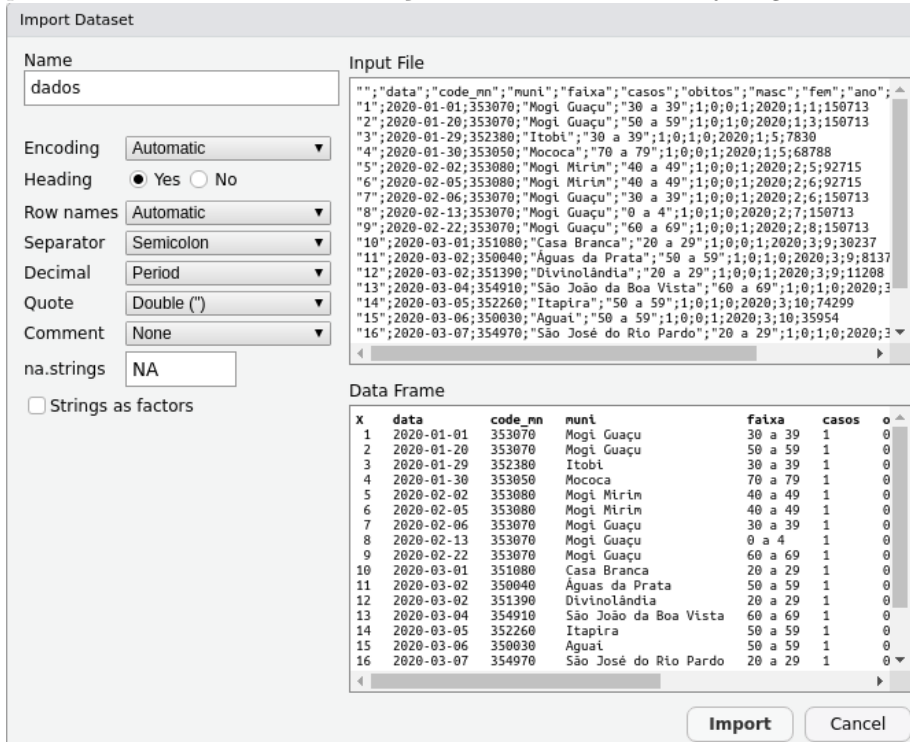 Import Dataset
Name
dados
Encoding Automatic
Heading Yes No
Row names Automatic
Separator Semicolon
Decimal Period
Quote Double (")
Comment None
na.strings NA
Strings as factors
Input File
"";"data";"code_mn";"muni";"faixa";"casos";"obitos";"masc";"fem";"ano";
"1";2020-01-01;353070;"Mogi Guaçu";"30 a 39";1;0;0;1;2020;1;1;150713
"2";2020-01-20;353070;"Mogi Guaçu";"50 a 59";1;0;1;0;2020;1;3;150713
"3";2020-01-29;352380;"Itobi";"30 a 39";1;0;1;0;2020;1;5;7830
"4";2020-01-30;353050;"Mococa";"70 a 79";1;0;0;1;2020;1;5;68788
"5";2020-02-02;353080;"Mogi Mirim";"40 a 49";1;0;0;1;2020;2;5;92715
"6";2020-02-05;353080;"Mogi Mirim";"40 a 49";1;0;0;1;2020;2;6;92715
"7";2020-02-06;353070;"Mogi Guaçu";"30 a 39";1;0;0;1;2020;2;6;150713
"8";2020-02-13;353070;"Mogi Guaçu";"0 a 4";1;0;1;0;2020;2;7;150713
"9";2020-02-22;353070;"Mogi Guaçu";"60 a 69";1;0;0;1;2020;2;8;150713
"10";2020-03-01;351080;"Casa Branca";"20 a 29";1;0;0;1;2020;3;9;30237
"11";2020-03-02;350040;"Águas da Prata";"50 a 59";1;0;1;0;2020;3;9;8137
"12";2020-03-02;351390;"Divinolândia";"20 a 29";1;0;0;1;2020;3;9;11208
"13";2020-03-04;354910;"São João da Boa Vista";"60 a 69";1;0;1;0;2020;3
"14";2020-03-05;352260;"Itapira";"50 a 59";1;1;0;1;2020;3;10;74299
"15";2020-03-06;350030;"Aguaí";"50 a 59";1;0;0;1;2020;3;10;35954
"16";2020-03-07;354970;"São José do Rio Pardo";"20 a 29";1;0;1;0;2020;3
Data Frame
X data code_mn muni faixa casos o
1 2020-01-01 353070 Mogi Guaçu 30 a 39 1 0
2 2020-01-20 353070 Mogi Guaçu 50 a 59 1 0
3 2020-01-29 352380 Itobi 30 a 39 1 0
4 2020-01-30 353050 Mococa 70 a 79 1 0
5 2020-02-02 353080 Mogi Mirim 40 a 49 1 0
6 2020-02-05 353080 Mogi Mirim 40 a 49 1 0
7 2020-02-06 353070 Mogi Guaçu 30 a 39 1 0
8 2020-02-13 353070 Mogi Guaçu 0 a 4 1 0
9 2020-02-22 353070 Mogi Guaçu 60 a 69 1 0
10 2020-03-01 351080 Casa Branca 20 a 29 1 0
11 2020-03-02 350040 Águas da Prata 50 a 59 1 0
12 2020-03-02 351390 Divinolândia 20 a 29 1 0
13 2020-03-04 354910 São João da Boa Vista 60 a 69 1 0
14 2020-03-05 352260 Itapira 50 a 59 1 0
15 2020-03-06 350030 Aguaí 50 a 59 1 0
16 2020-03-07 354970 São José do Rio Pardo 20 a 29 1 0
Import Cancel